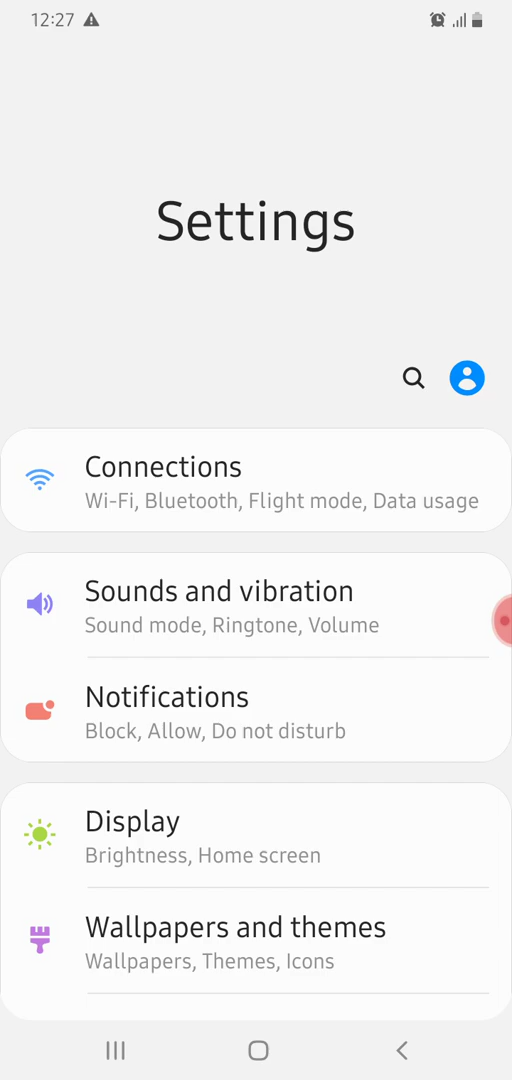 12:27
Settings
Connections
Wi-Fi, Bluetooth, Flight mode, Data usage
Sounds and vibration
Sound mode, Ringtone, Volume
Notifications
Block, Allow, Do not disturb
Display
Brightness, Home screen
Wallpapers and themes
Wallpapers, Themes, Icons